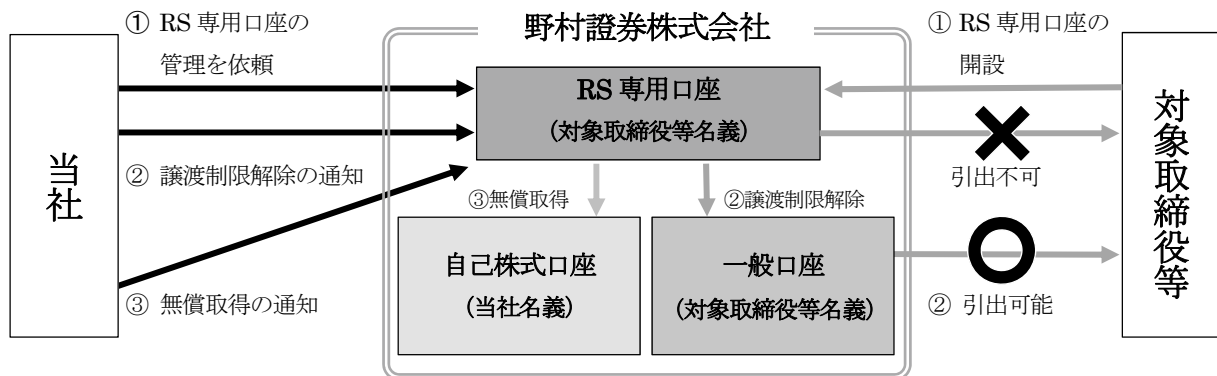 当社
① RS 専用口座の
管理を依頼
② 譲渡制限解除の通知
③ 無償取得の通知
野村證券株式会社
RS 専用口座
(対象取締役等名義)
③無償取得
②譲渡制限解除
自己株式口座
(当社名義)
一般口座
(対象取締役等名義)
① RS 専用口座の
開設
引出不可
② 引出可能
対象取締役等